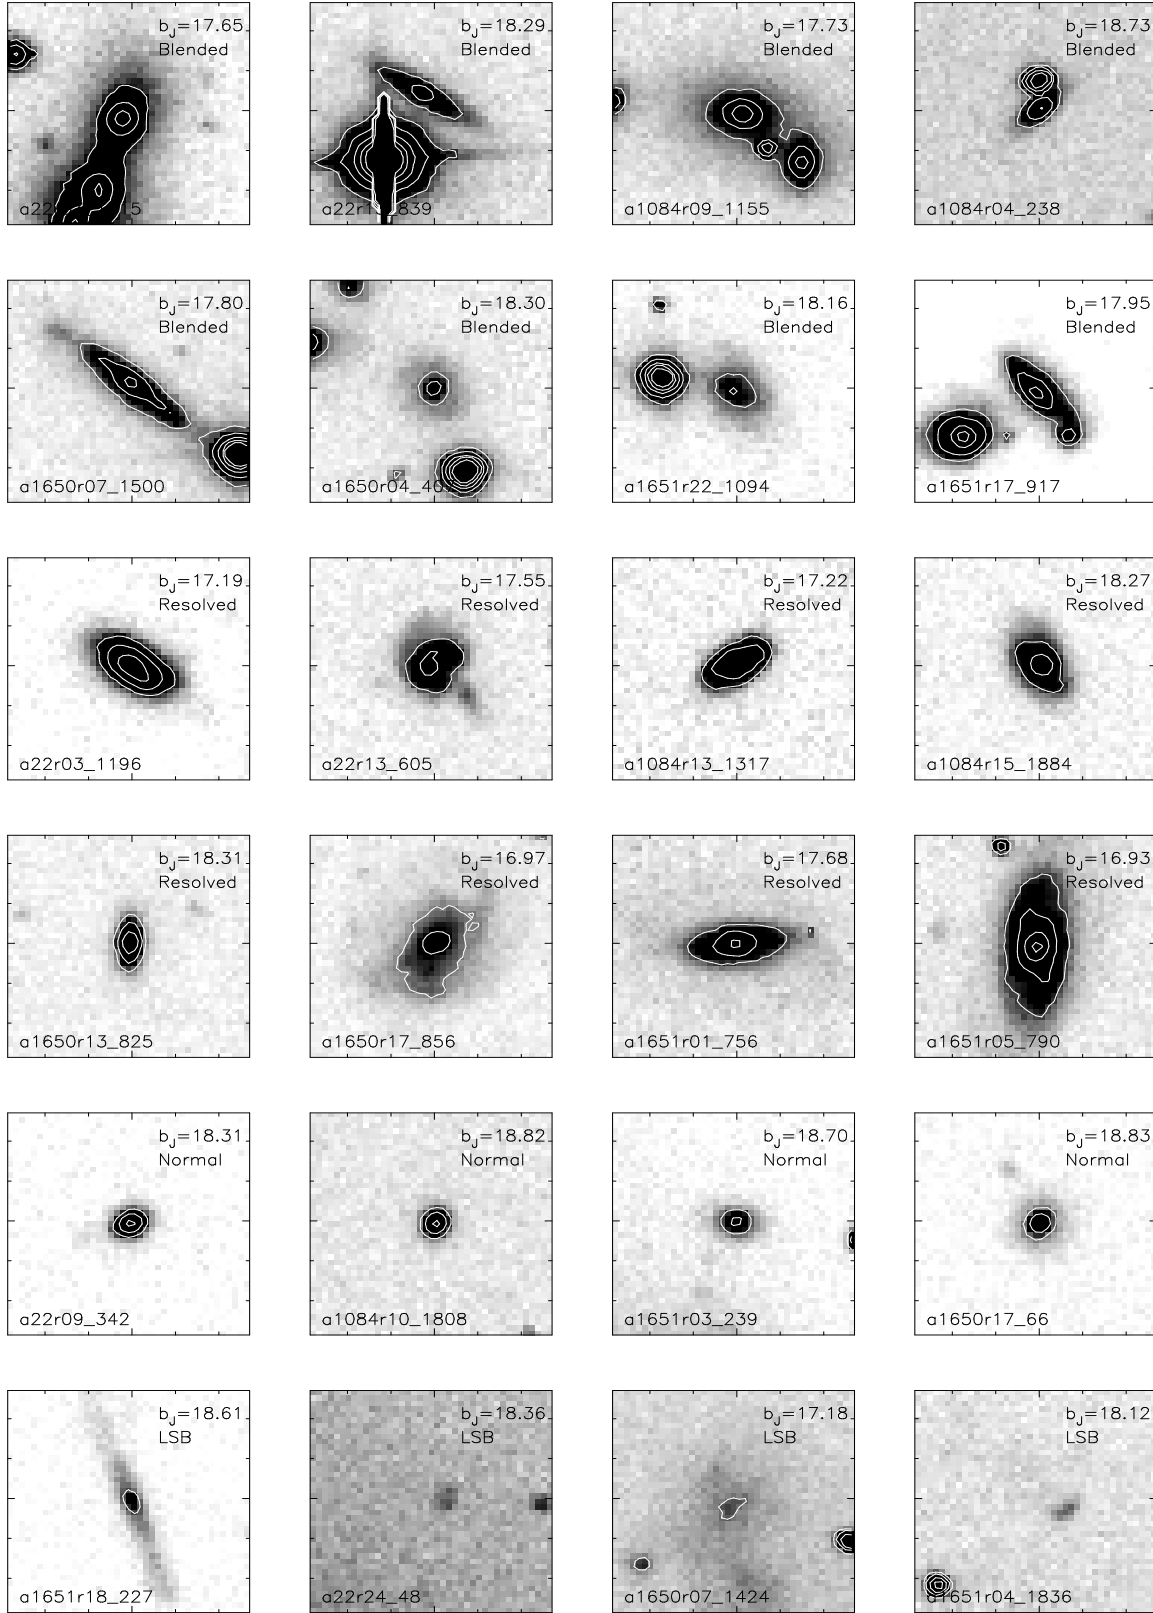 b_J=17.65
Blended
b_J=18.29
Blended
b_J=17.73
Blended
b_J=18.73
Blended
a1084r09_1155
a1084r04_238
b_J=17.80
Blended
b_J=18.30
Blended
b_J=18.16
Blended
b_J=17.95
Blended
a1650r07_1500
a1651r22_1094
a1651r17_917
b_J=17.19
Resolved
b_J=17.55
Resolved
b_J=17.22
Resolved
b_J=18.27
Resolved
a22r03_1196
a22r13_605
a1084r13_1317
a1084r15_1884
b_J=18.31
Resolved
b_J=16.97
Resolved
b_J=17.68
Resolved
b_J=16.93
Resolved
a1650r13_825
a1650r17_856
a1651r01_756
a1651r05_790
b_J=18.31
Normal
b_J=18.82
Normal
b_J=18.70
Normal
b_J=18.83
Normal
a22r09_342
a1084r10_1808
a1651r03_239
a1650r17_66
b_J=18.61
LSB
b_J=18.36
LSB
b_J=17.18
LSB
b_J=18.12
LSB
a1651r18_227
a22r24_48
a1650r07_1424
a1651r04_1836